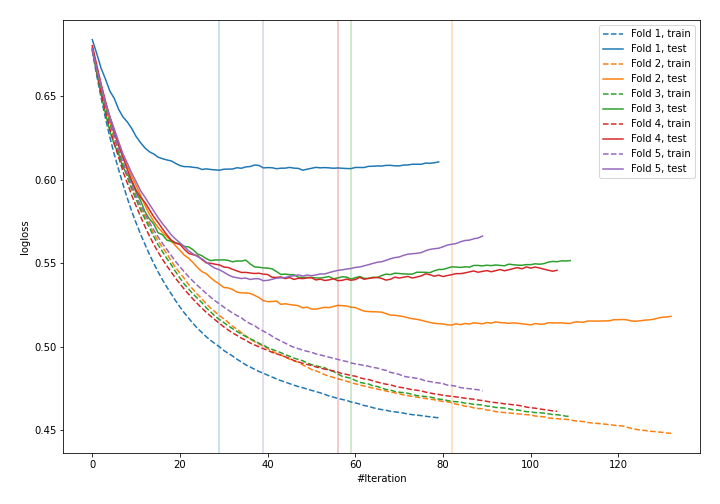 Fold 1, train
Fold 1, test
Fold 2, train
Fold 2, test
Fold 3, train
Fold 3, test
Fold 4, train
Fold 4, test
Fold 5, train
Fold 5, test
0.65
0.60
0.55
0.50
0.45
logloss
0 20 40 60 80 100 120
#Iteration